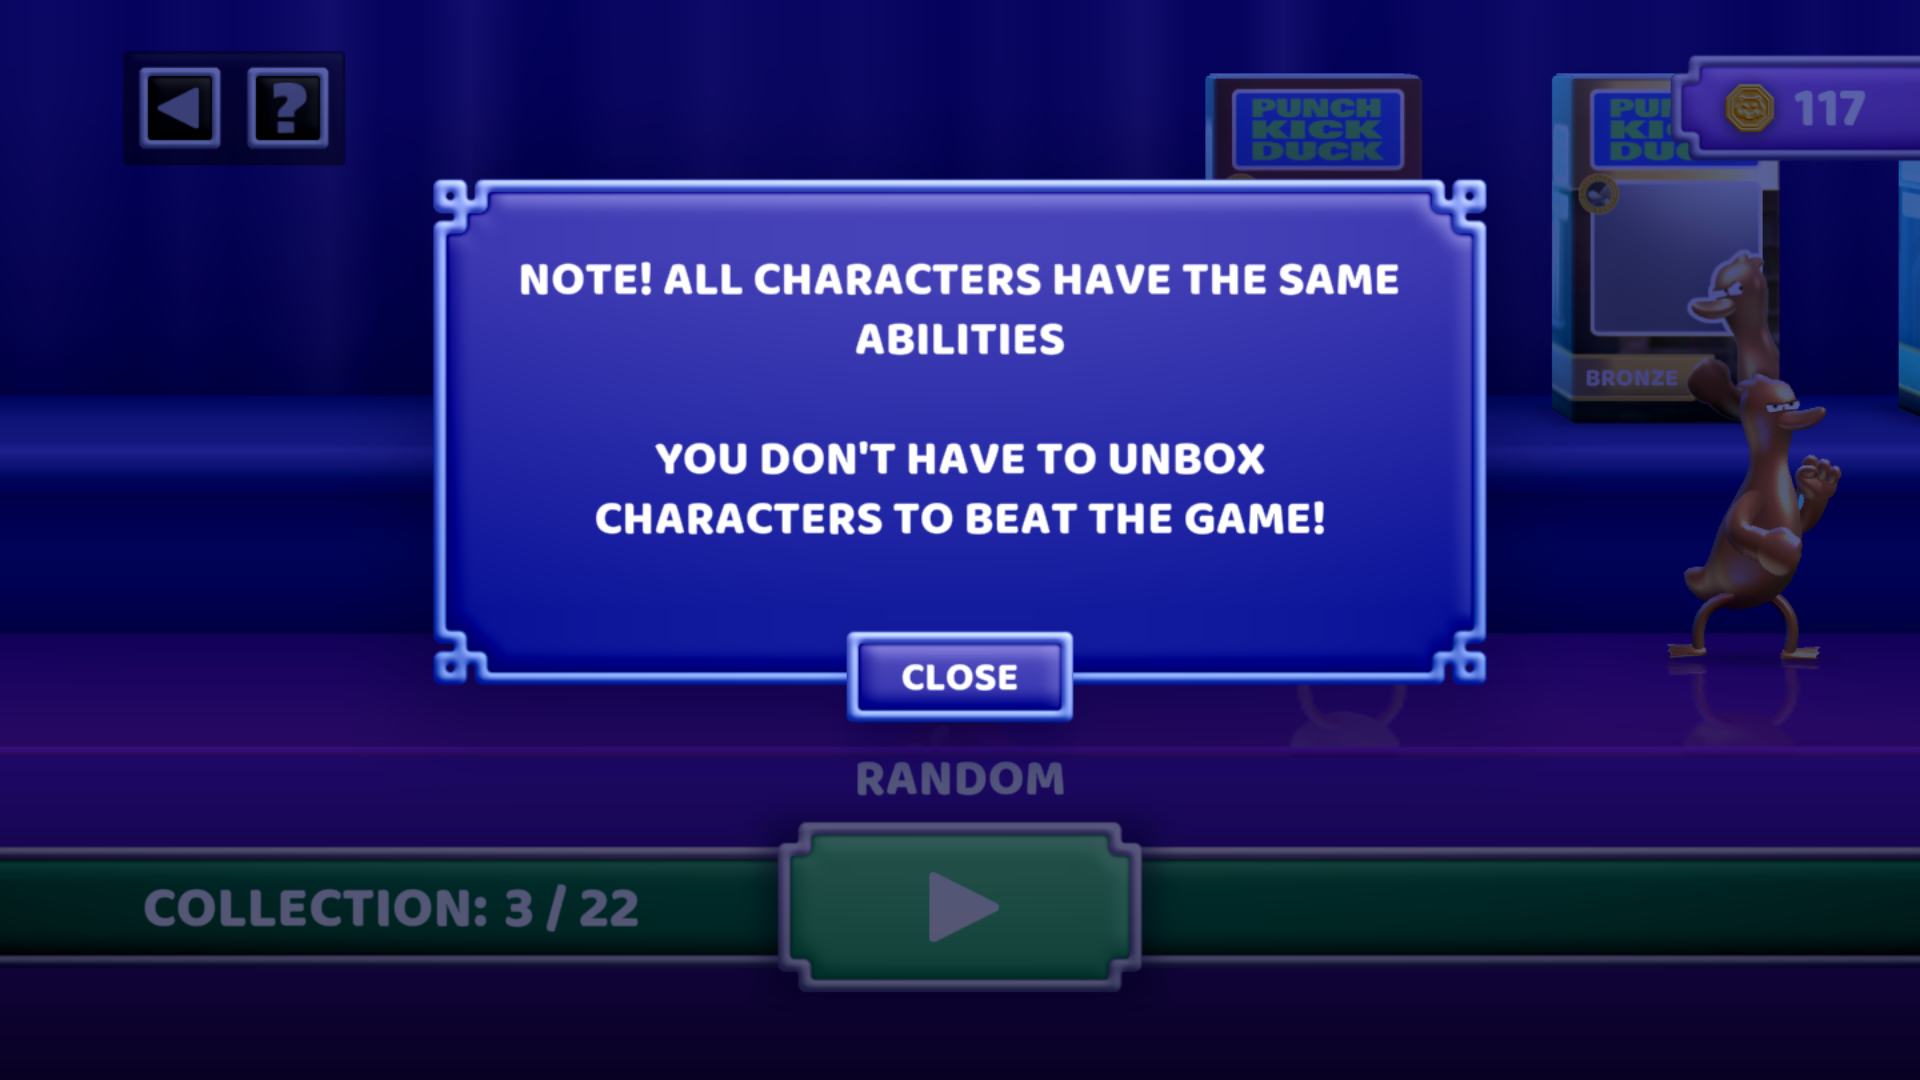 PUNCH
KICK
DUCK
117
NOTE! ALL CHARACTERS HAVE THE SAME
ABILITIES
YOU DON'T HAVE TO UNBOX
CHARACTERS TO BEAT THE GAME!
BRONZE
CLOSE
RANDOM
COLLECTION: 3 / 22